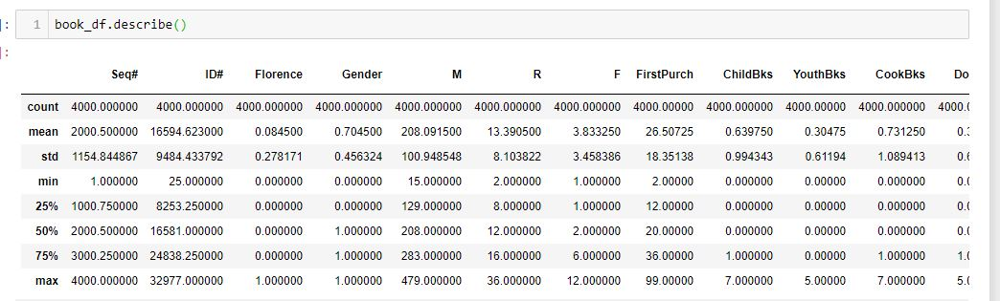 ]: 1 book_df.describe()
]:
Seq# ID# Florence Gender M R F FirstPurch ChildBks YouthBks CookBks Do
count 4000.000000 4000.000000 4000.000000 4000.000000 4000.000000 4000.000000 4000.000000 4000.00000 4000.000000 4000.00000 4000.000000 4000.0
mean 2000.500000 16594.623000 0.084500 0.704500 208.091500 13.390500 3.833250 26.50725 0.639750 0.30475 0.731250 0.3
std 1154.844867 9484.433792 0.278171 0.456324 100.948548 8.103822 3.458386 18.35138 0.994343 0.61194 1.089413 0.6
min 1.000000 25.000000 0.000000 0.000000 15.000000 2.000000 1.000000 2.00000 0.000000 0.00000 0.000000 0.0
25% 1000.750000 8253.250000 0.000000 0.000000 129.000000 8.000000 1.000000 12.00000 0.000000 0.00000 0.000000 0.0
50% 2000.500000 16581.000000 0.000000 1.000000 208.000000 12.000000 2.000000 20.00000 0.000000 0.00000 0.000000 0.0
75% 3000.250000 24838.250000 0.000000 1.000000 283.000000 16.000000 6.000000 36.00000 1.000000 0.00000 1.000000 1.0
max 4000.000000 32977.000000 1.000000 1.000000 479.000000 36.000000 12.000000 99.00000 7.000000 5.00000 7.000000 5.0